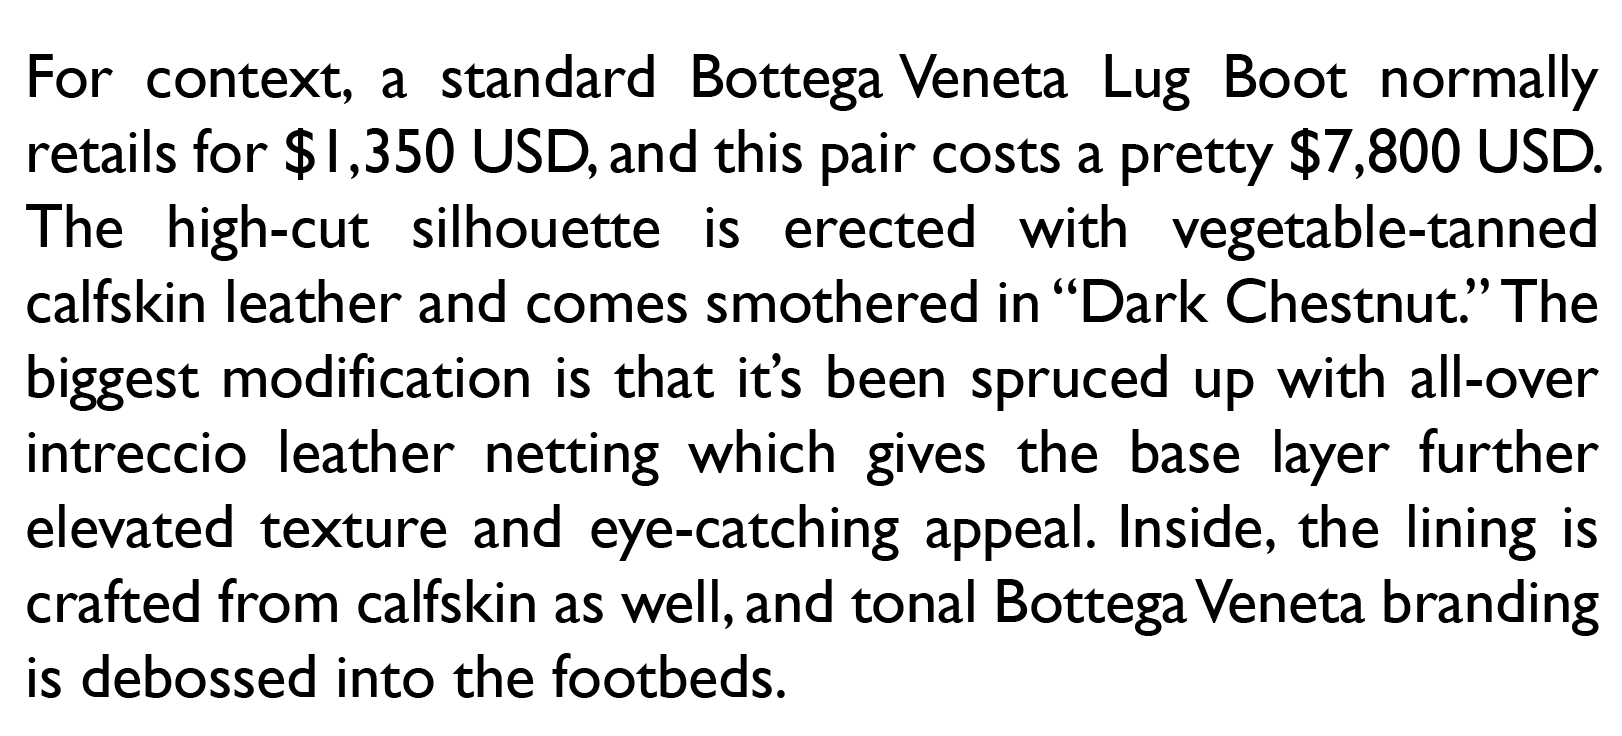 For context, a standard Bottega Veneta Lug Boot normally
retails for $1,350 USD, and this pair costs a pretty $7,800 USD.
The high-cut silhouette is erected with vegetable-tanned
calfskin leather and comes smothered in “Dark Chestnut.” The
biggest modification is that it’s been spruced up with all-over
intreccio leather netting which gives the base layer further
elevated texture and eye-catching appeal. Inside, the lining is
crafted from calfskin as well, and tonal Bottega Veneta branding
is debossed into the footbeds.